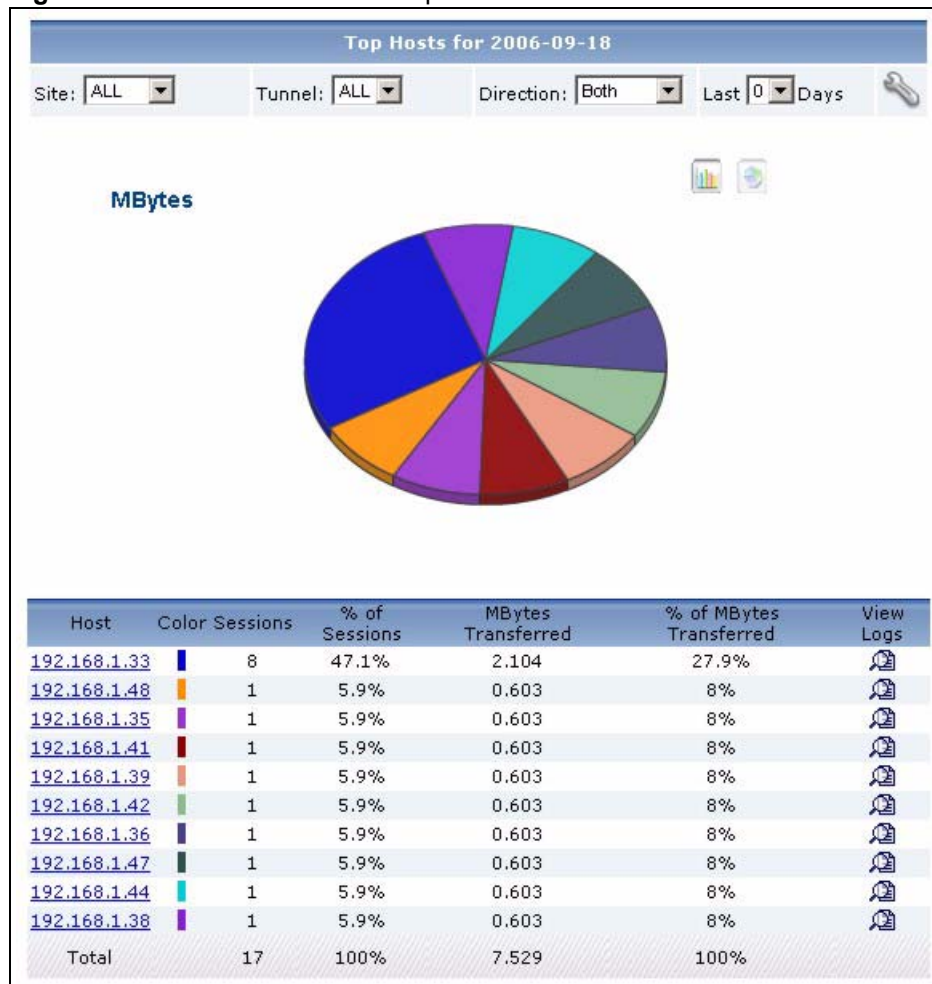 Top Hosts for 2006-09-18
Site: ALL Tunnel: ALL Direction: Both Last 0 Days
MBytes
Host Color Sessions % of Sessions MBytes Transferred % of MBytes Transferred View Logs
192.168.1.33 8 47.1% 2.104 27.9%
192.168.1.48 1 5.9% 0.603 8%
192.168.1.35 1 5.9% 0.603 8%
192.168.1.41 1 5.9% 0.603 8%
192.168.1.39 1 5.9% 0.603 8%
192.168.1.42 1 5.9% 0.603 8%
192.168.1.36 1 5.9% 0.603 8%
192.168.1.47 1 5.9% 0.603 8%
192.168.1.44 1 5.9% 0.603 8%
192.168.1.38 1 5.9% 0.603 8%
Total 17 100% 7.529 100%